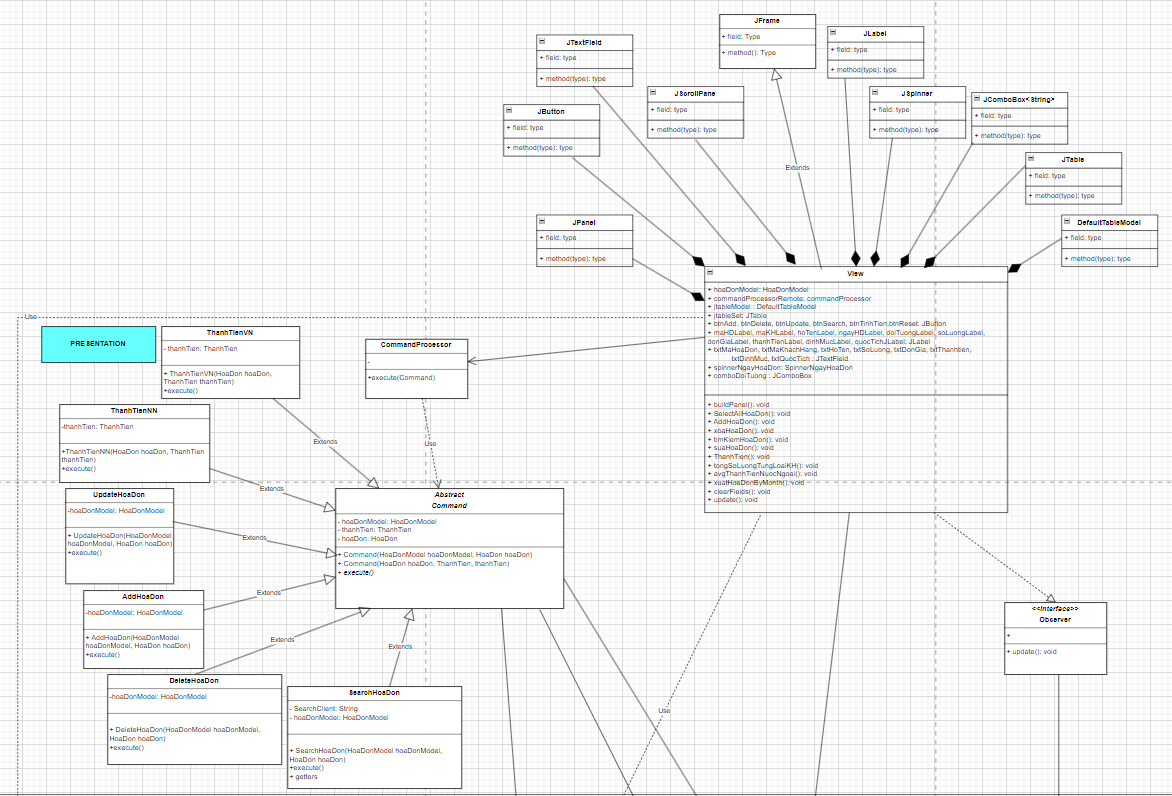 JFrame
+ field: Type
+ method(): Type
JLabel
+ field: type
+ method(type): type
JTextField
+ field: type
+ method(type): type
JScrollPane
+ field: type
+ method(type): type
JSpinner
+ field: type
+ method(type): type
JComboBox<String>
+ field: type
+ method(type): type
JButton
+ field: type
+ method(type): type
JTable
+ field: type
+ method(type): type
Extends
JPanel
+ field: type
+ method(type): type
DefaultTableModel
+ field: type
+ method(type): type
View
+ hoaDonModel: HoaDonModel
+ commandProcessorRemote: commandProcessor
+ jtableModel : DefaultTableModel
+ jtableSet: JTable
+ btnAdd, btnDelete, btnUpdate, btnSearch, btnTinhTien,btnReset: JButton
+ maHDLabel, maKHLabel, hoTenLabel, ngayHDLabel, doiTuongLabel, soLuongLabel,
donGiaLabel, thanhTienLabel, dinhMucLabel, quocTichJLabel: JLabel
+ txtMaHoaDon, txtMaKhachHang, txtHoTen, txtSoLuong, txtDonGia, txtThanhtien,
txtDinhMuc, txtQuocTich : JTextField
+ spinnerNgayHoaDon: SpinnerNgayHoaDon
+ comboDoiTuong : JComboBox
+ buildPanel(): void
+ SelectAllHoaDon(): void
+ AddHoaDon(): void
+ xoaHoaDon(): void
+ timKiemHoaDon(): void
+ suaHoaDon(): void
+ ThanhTien(): void
+ tongSoLuongTungLoaiKH(): void
+ avgThanhTienNuocNgoai(): void
+ xuatHoaDonByMonth(): void
+ clearFields(): void
+ update(): void
Use
PRESENTATION
ThanhTienVN
- thanhTien: ThanhTien
+ ThanhTienVN(HoaDon hoaDon,
ThanhTien thanhTien)
+execute()
CommandProcessor
-
+execute(Command)
ThanhTienNN
-thanhTien: ThanhTien
+ThanhTienNN(HoaDon hoaDon, ThanhTien
thanhTien)
+execute()
Extends
Use
Extends
UpdateHoaDon
-hoaDonModel: HoaDonModel
+ UpdateHoaDon(HoaDonModel
hoaDonModel, HoaDon hoaDon)
+execute()
Extends
Abstract
Command
- hoaDonModel: HoaDonModel
- thanhTien: ThanhTien
- hoaDon: HoaDon
+ Command(HoaDonModel hoaDonModel, HoaDon hoaDon)
+ Command(HoaDon hoaDon, ThanhTien, thanhTien)
+ execute()
AddHoaDon
-hoaDonModel: HoaDonModel
+ AddHoaDon(HoaDonModel
hoaDonModel, HoaDon hoaDon)
+execute()
Extends
Extends
Extends
<<Interface>>
Observer
+
+ update(): void
DeleteHoaDon
-hoaDonModel: HoaDonModel
+ DeleteHoaDon(HoaDonModel hoaDonModel,
HoaDon hoaDon)
+execute()
SearchHoaDon
- SearchClient: String
- hoaDonModel: HoaDonModel
+ SearchHoaDon(HoaDonModel hoaDonModel,
HoaDon hoaDon)
+execute()
+ getters
Use